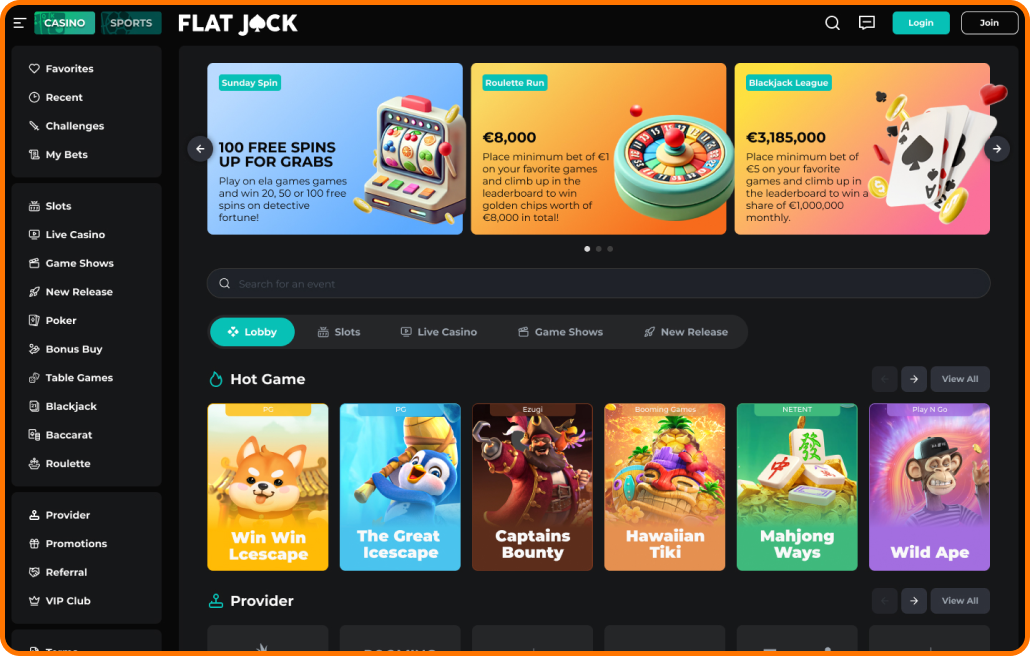 CASINO
SPORTS
FLAT JACK
Login
Join
Favorites
Recent
Challenges
My Bets
Slots
Live Casino
Game Shows
New Release
Poker
Bonus Buy
Table Games
Blackjack
Baccarat
Roulette
Provider
Promotions
Referral
VIP Club
Sunday Spin
100 FREE SPINS
UP FOR GRABS
Play on ela games games
and win 20, 50 or 100 free
spins on detective
fortune!
Roulette Run
€8,000
Place minimum bet of €1
on your favorite games
and climb up in the
leaderboard to win
golden chips worth of
€8,000 in total!
Blackjack League
€3,185,000
Place minimum bet of
€5 on your favorite
games and climb up in
the leaderboard to win a
share of €1,000,000
monthly.
A
A
2
Search for an event
Lobby
Slots
Live Casino
Game Shows
New Release
Hot Game
View All
PG
Win Win
Lcescape
PG
The Great
Icescape
Ezugi
Captains
Bounty
Booming Games
Hawaiian
Tiki
NETENT
發
中
Mahjong
Ways
Play N Go
Wild Ape
Provider
View All